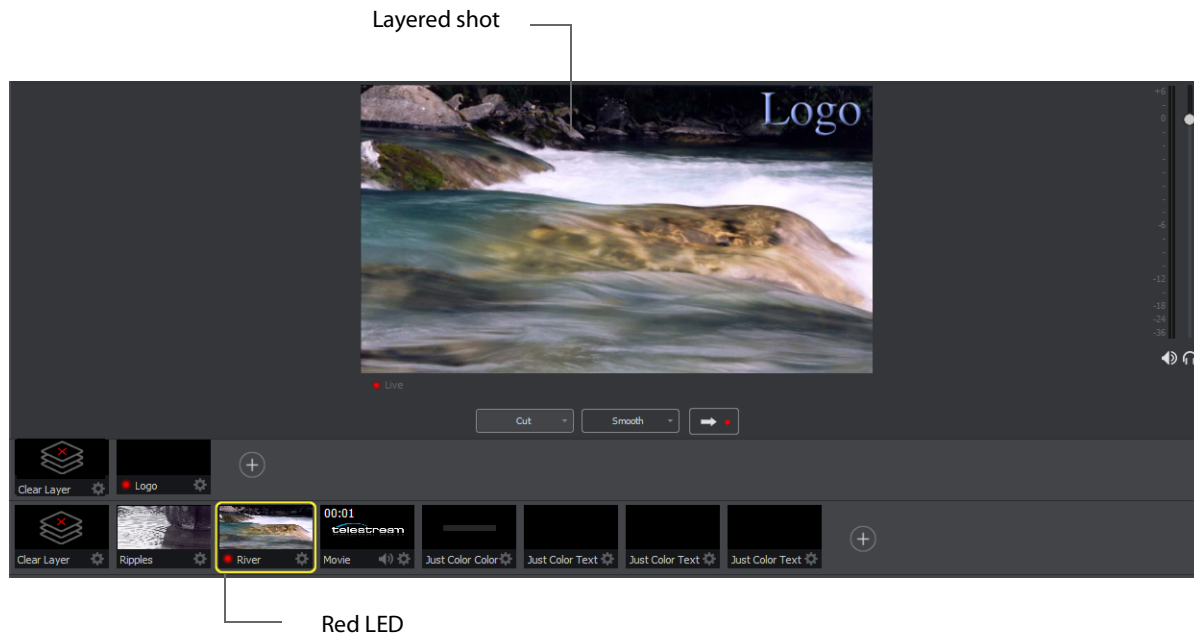 Layered shot
Logo
+6
0
-6
-12
-18
-24
-36
Live
Cut
Smooth
Clear Layer
Logo
00:01
telestream
Clear Layer
Ripples
River
Movie
Just Color Color
Just Color Text
Just Color Text
Just Color Text
Red LED